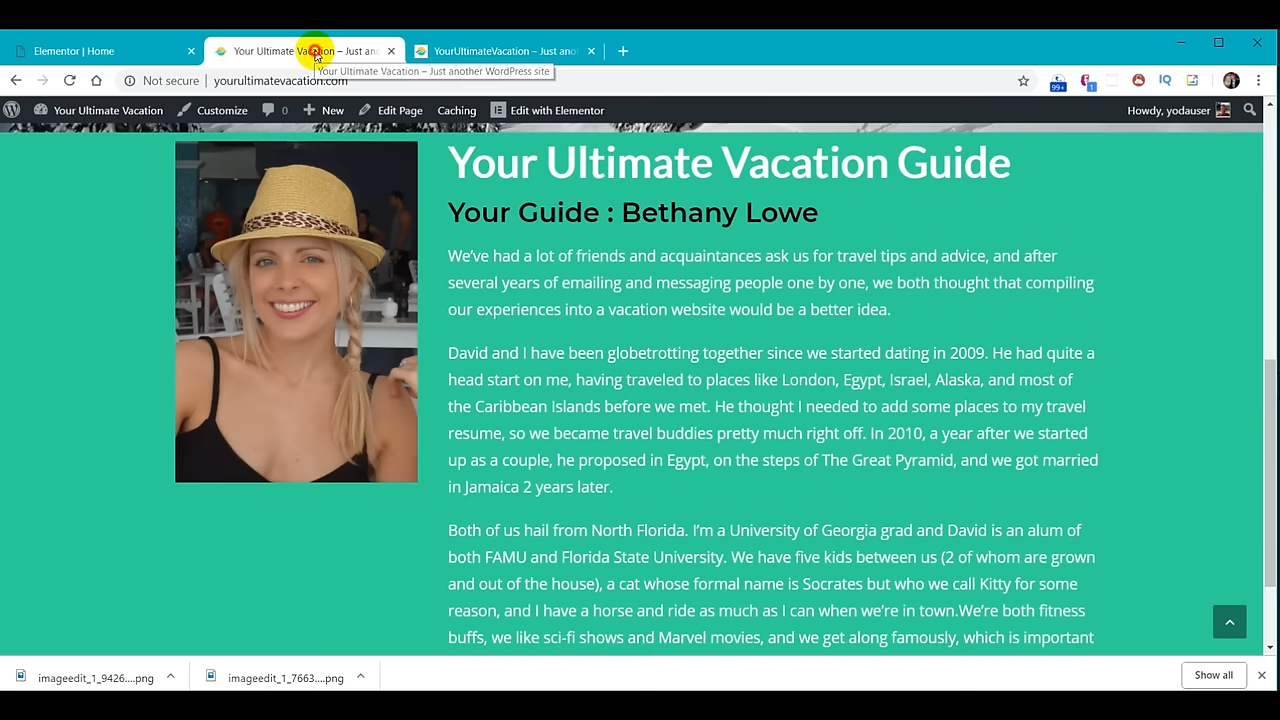 Elementor | Home
Your Ultimate Vacation – Just an
YourUltimateVacation – Just ano
Your Ultimate Vacation – Just another WordPress site
Not secure | yourultimatevacation.com
99+
1
IQ
Your Ultimate Vacation
Customize
0
New
Edit Page
Caching
Edit with Elementor
Howdy, yodauser
Your Ultimate Vacation Guide
Your Guide : Bethany Lowe
We've had a lot of friends and acquaintances ask us for travel tips and advice, and after
several years of emailing and messaging people one by one, we both thought that compiling
our experiences into a vacation website would be a better idea.
David and I have been globetrotting together since we started dating in 2009. He had quite a
head start on me, having traveled to places like London, Egypt, Israel, Alaska, and most of
the Caribbean Islands before we met. He thought I needed to add some places to my travel
resume, so we became travel buddies pretty much right off. In 2010, a year after we started
up as a couple, he proposed in Egypt, on the steps of The Great Pyramid, and we got married
in Jamaica 2 years later.
Both of us hail from North Florida. I'm a University of Georgia grad and David is an alum of
both FAMU and Florida State University. We have five kids between us (2 of whom are grown
and out of the house), a cat whose formal name is Socrates but who we call Kitty for some
reason, and I have a horse and ride as much as I can when we're in town.We're both fitness
buffs, we like sci-fi shows and Marvel movies, and we get along famously, which is important
imageedit_1_9426....png
imageedit_1_7663....png
Show all